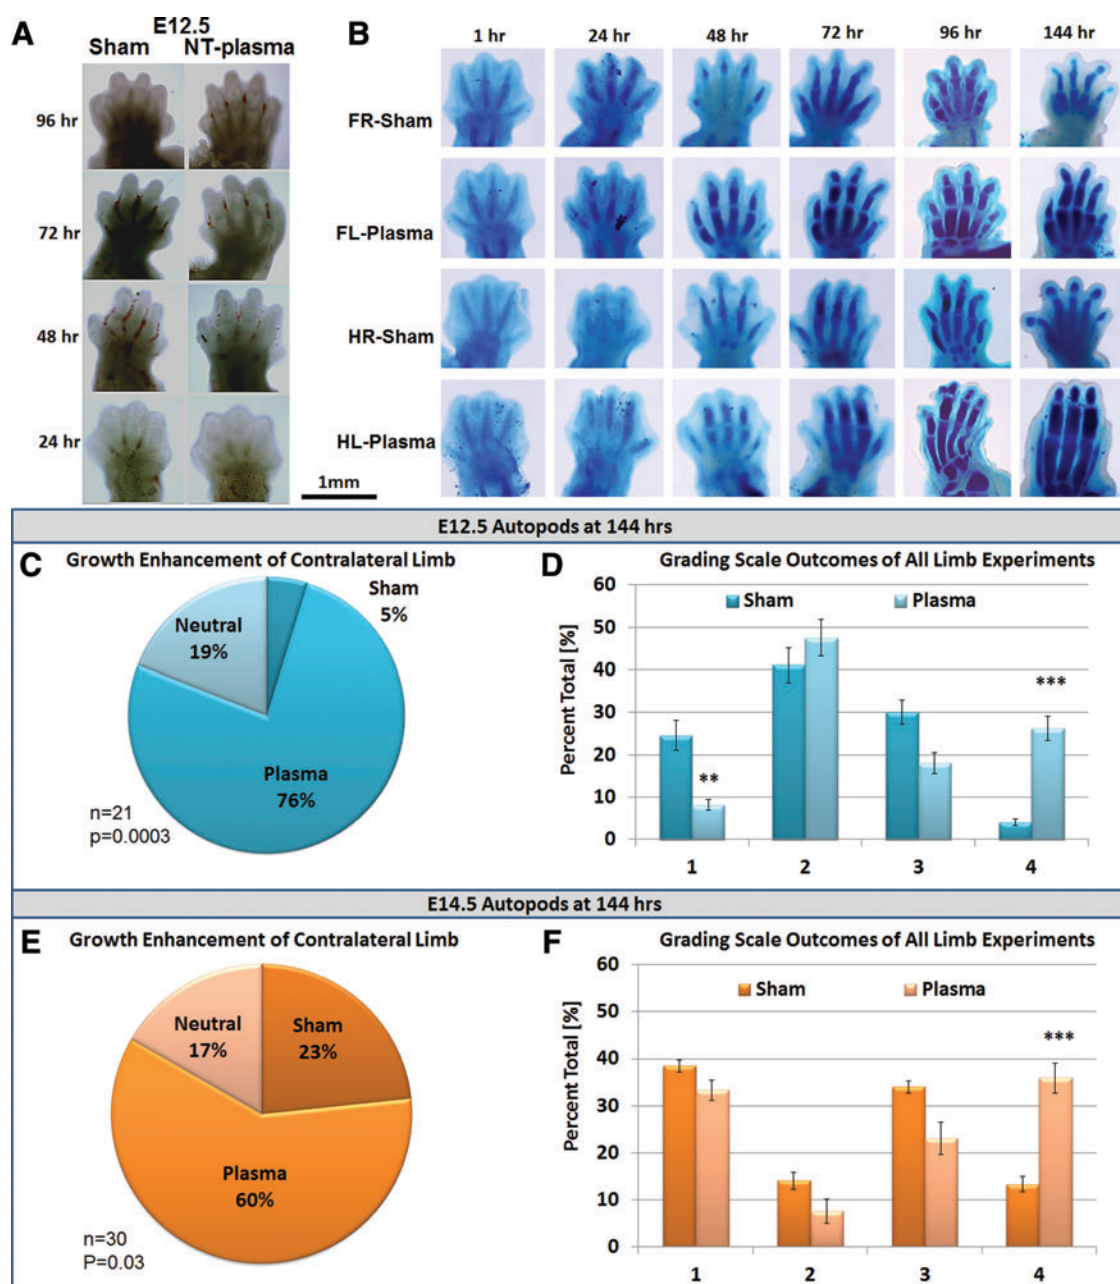 A
E12.5
Sham NT-plasma
96 hr
72 hr
48 hr
24 hr
1mm
B
1 hr 24 hr 48 hr 72 hr 96 hr 144 hr
FR-Sham
FL-Plasma
HR-Sham
HL-Plasma
E12.5 Autopods at 144 hrs
C
Growth Enhancement of Contralateral Limb
Sham
5%
Neutral
19%
Plasma
76%
n=21
p=0.0003
D
Grading Scale Outcomes of All Limb Experiments
Sham Plasma
Percent Total [%]
60
50
40
30
20
10
0
**
***
1 2 3 4
E14.5 Autopods at 144 hrs
E
Growth Enhancement of Contralateral Limb
Neutral
17%
Sham
23%
Plasma
60%
n=30
P=0.03
F
Grading Scale Outcomes of All Limb Experiments
Sham Plasma
Percent Total [%]
60
50
40
30
20
10
0
***
1 2 3 4